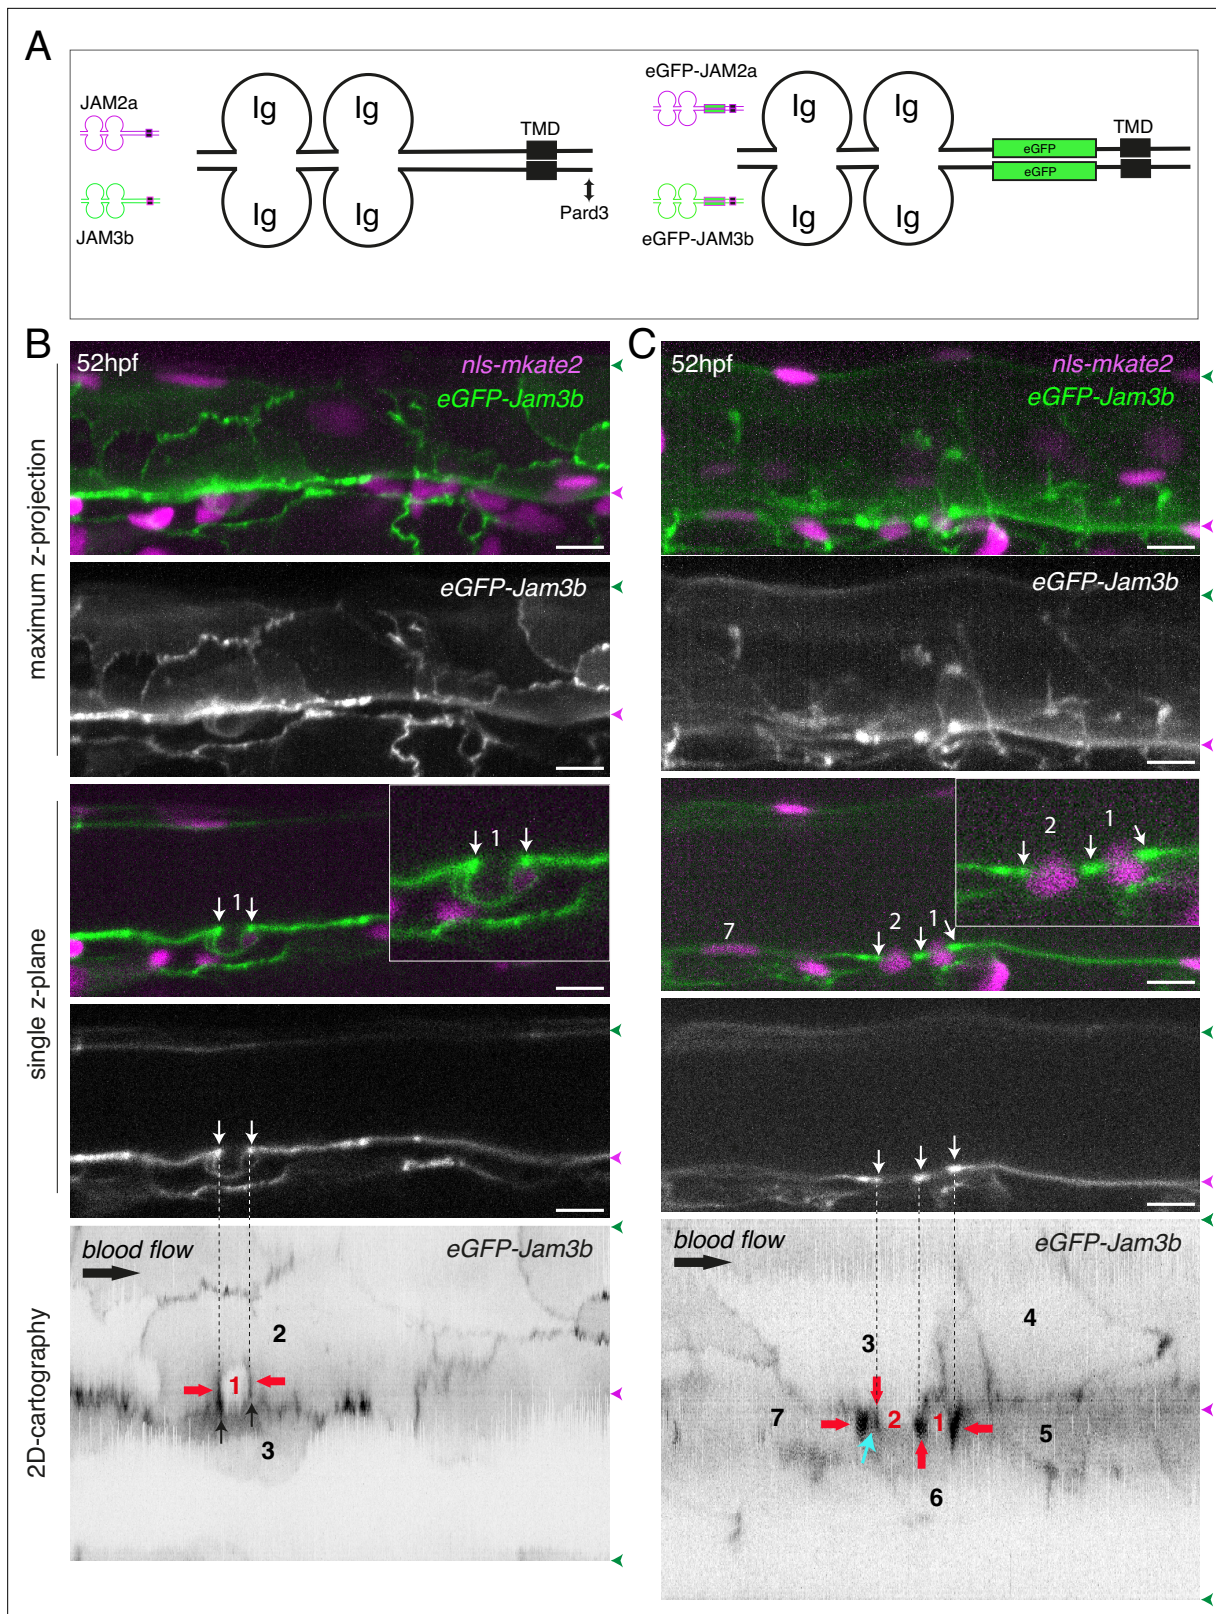 A
JAM2a
JAM3b
Ig
Ig
Ig
Ig
TMD
Pard3
eGFP-JAM2a
eGFP-JAM3b
Ig
Ig
Ig
Ig
eGFP
eGFP
TMD
B
52hpf
nls-mkate2
eGFP-Jam3b
maximum z-projection
eGFP-Jam3b
single z-plane
1
1
2D-cartography
blood flow
eGFP-Jam3b
2
1
3
C
52hpf
nls-mkate2
eGFP-Jam3b
eGFP-Jam3b
2
1
7
2
1
blood flow
eGFP-Jam3b
4
3
7
2
1
5
6